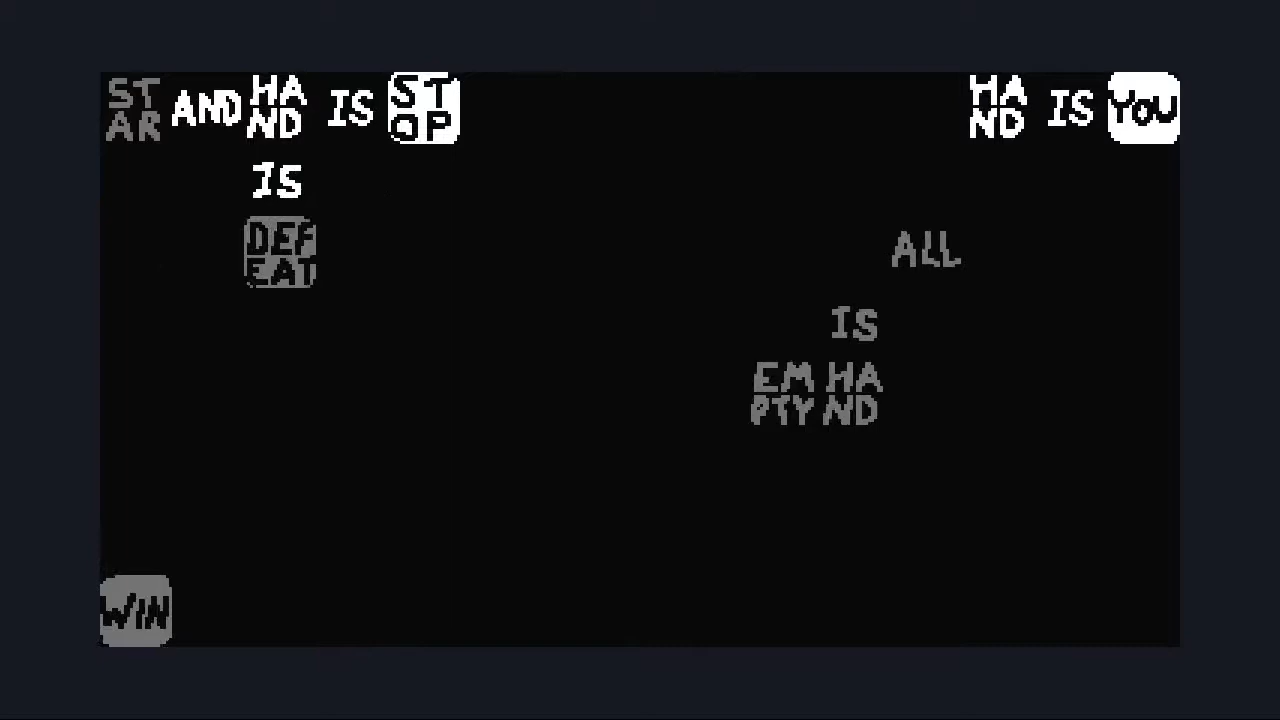 STAR AND HAND IS STOP HAND IS YOU
IS
DEFEAT ALL
IS
EMPTY HAND
WIN